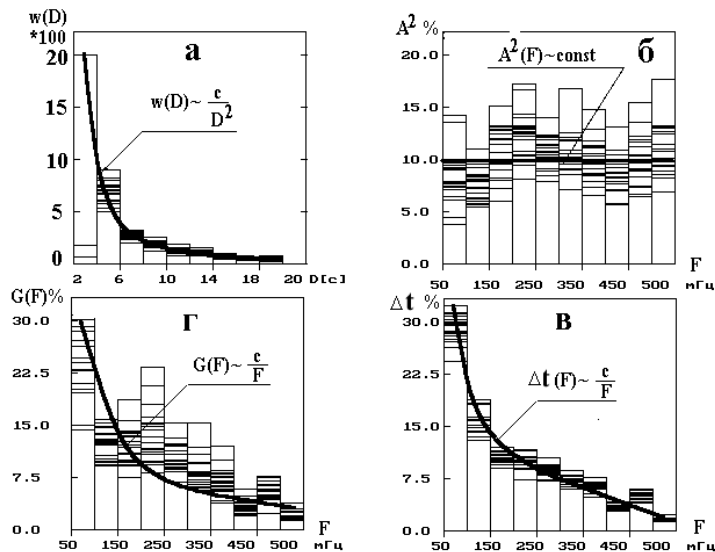 w(D)
*100
20
15
10
5
0
2 6 10 14 18 20 D[c]
а
w(D)~ c/D²
A² %
20.0
15.0
10.0
5.0
0.0
50 150 250 350 450 500 мГц
F
б
A²(F)~const
G(F)%
30.0
22.5
15.0
7.5
0.0
50 150 250 350 450 500 мГц
F
Г
G(F)~ c/F
Δt %
30.0
22.5
15.0
7.5
0.0
50 150 250 350 450 500 мГц
F
В
Δt (F)~ c/F